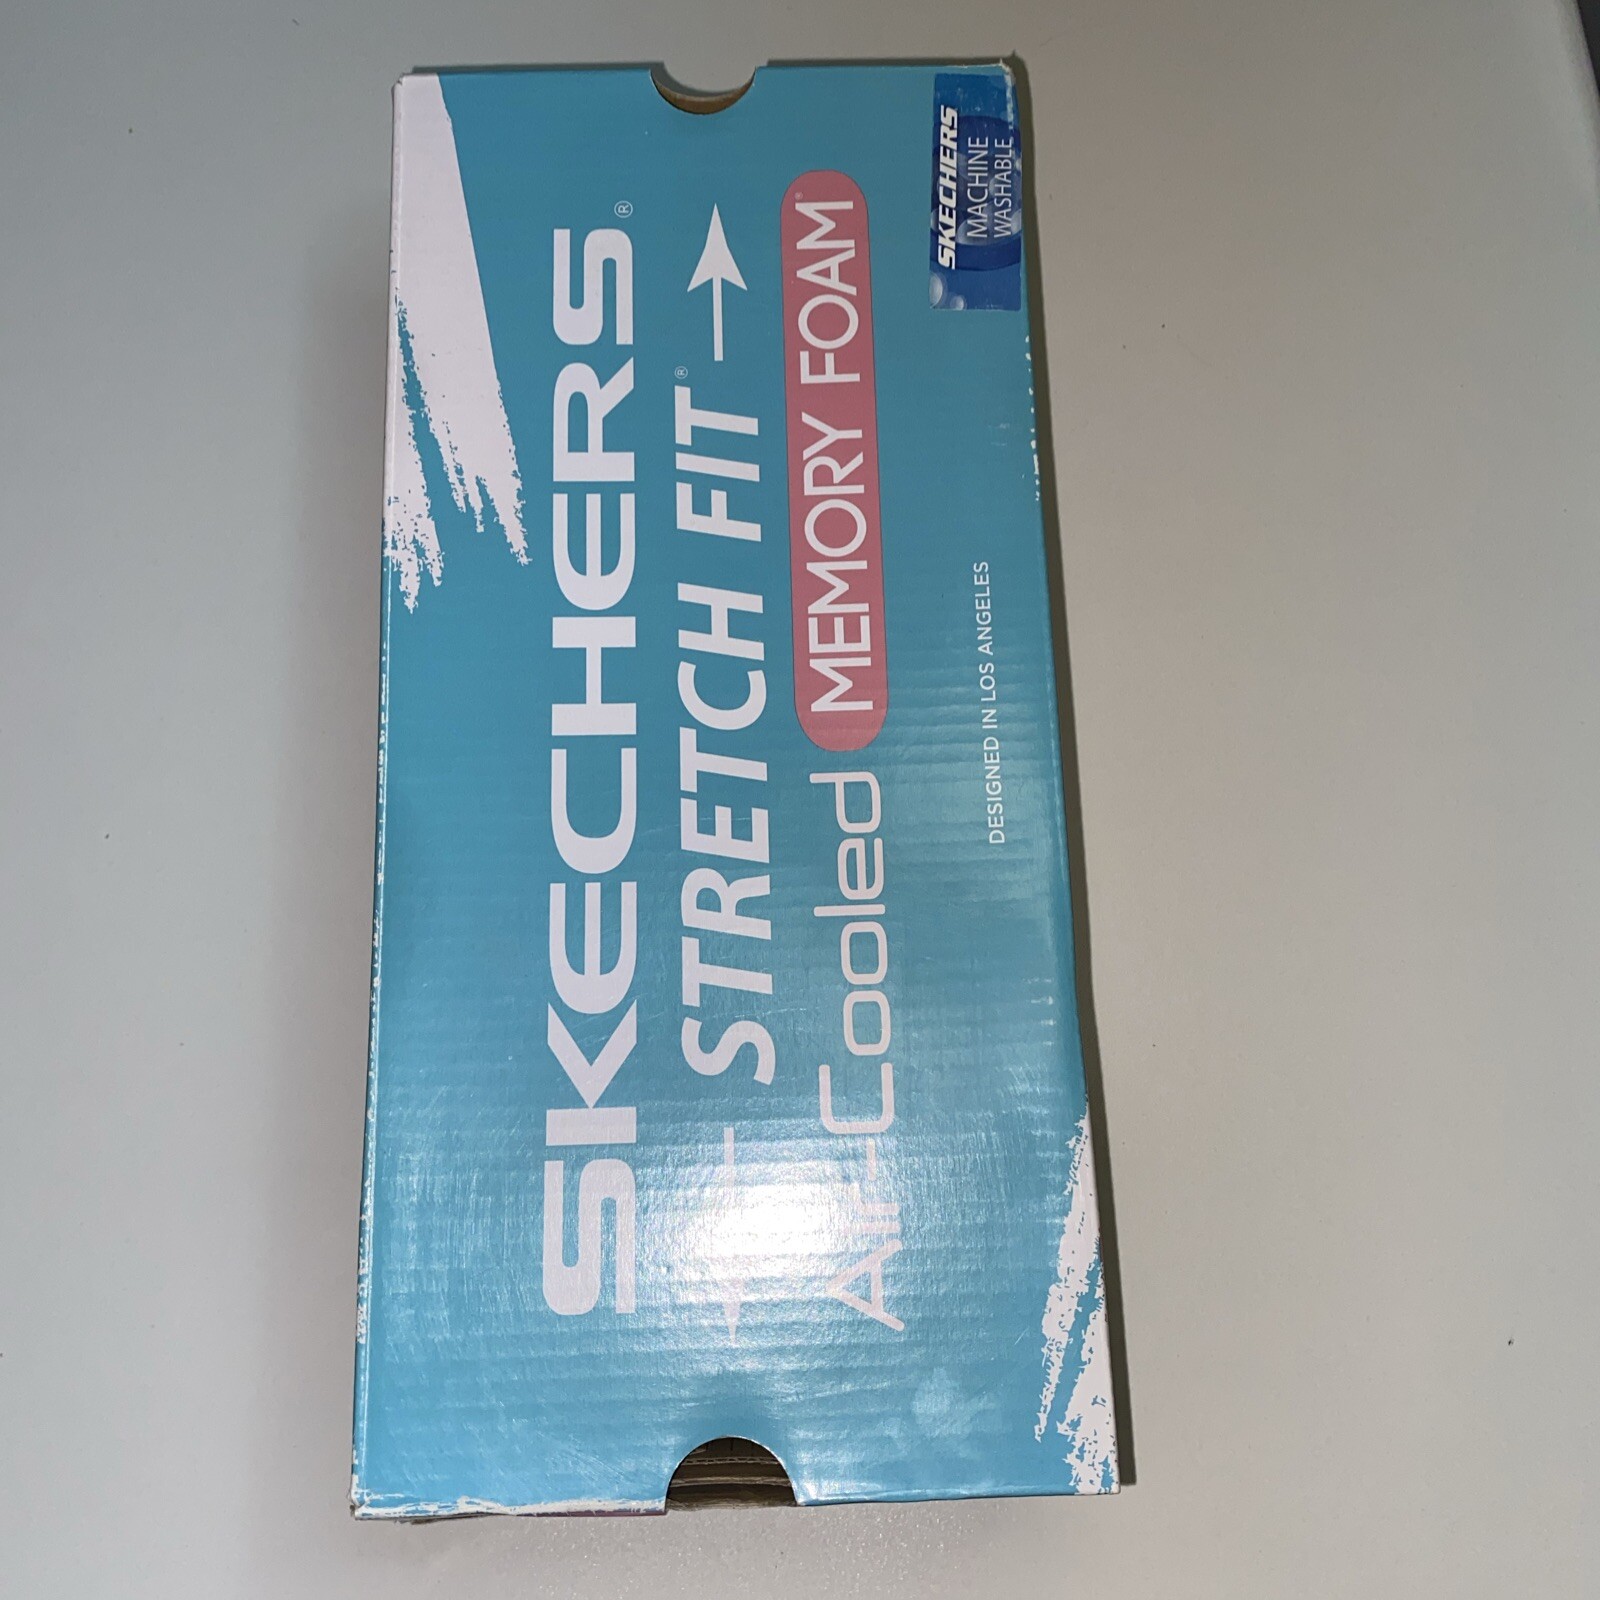 SKECHERS®
STRETCH FIT®
Air-Cooled MEMORY FOAM®
DESIGNED IN LOS ANGELES
SKECHERS
MACHINE
WASHABLE